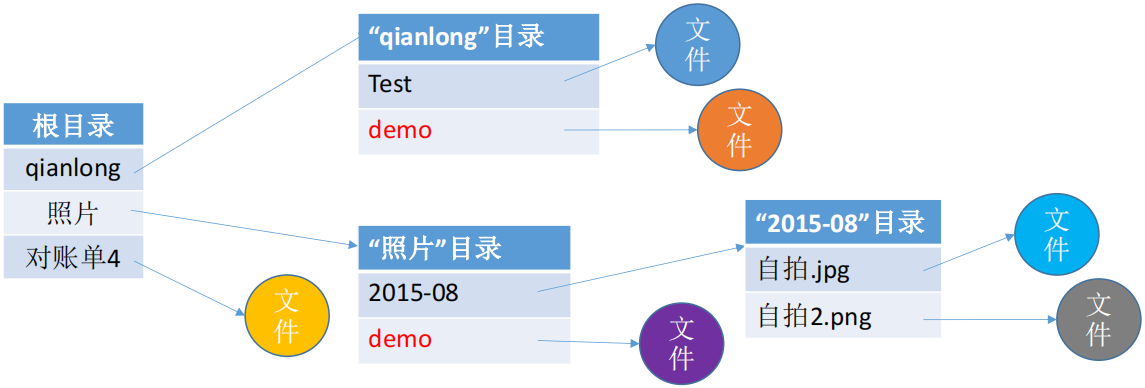 根目录
qianlong
照片
对账单4
文件
“qianlong”目录
Test
demo
文件
文件
“照片”目录
2015-08
demo
文件
“2015-08”目录
自拍.jpg
自拍2.png
文件
文件